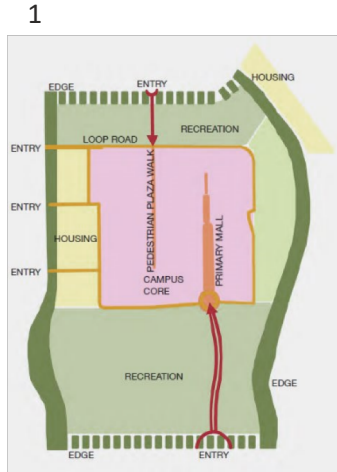 1
ENTRY
HOUSING
EDGE
RECREATION
LOOP ROAD
ENTRY
PEDESTRIAN PLAZA WALK
PRIMARY MALL
ENTRY
HOUSING
ENTRY
CAMPUS
CORE
RECREATION
EDGE
EDGE
ENTRY